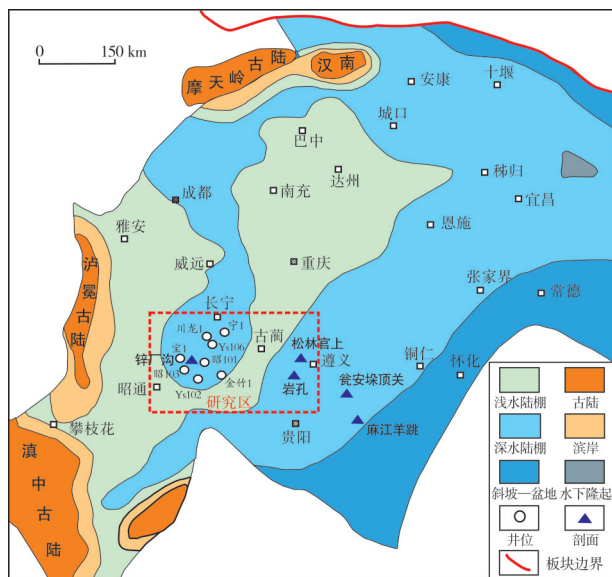 0 150 km
摩天岭古陆
汉南
安康
十堰
城口
巴中
达州
秭归
南充
宜昌
成都
恩施
雅安
威远
重庆
张家界
常德
泸冕古陆
长宁
川龙1
宁1
Ys106
古蔺
松林官上
宝1
锌厂沟
昭101
遵义
铜仁
怀化
昭103
岩孔
瓮安垛顶关
昭通
Ys102
金竹1
研究区
攀枝花
贵阳
麻江羊跳
滇中古陆
浅水陆棚
古陆
深水陆棚
滨岸
斜坡—盆地
水下隆起
井位
剖面
板块边界